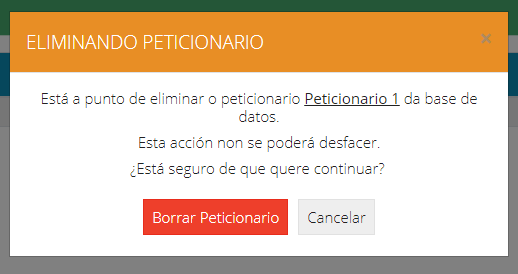 ELIMINANDO PETICIONARIO
×
Está a punto de eliminar o peticionario Peticionario 1 da base de
datos.
Esta acción non se poderá desfacer.
¿Está seguro de que quere continuar?
Borrar Peticionario
Cancelar